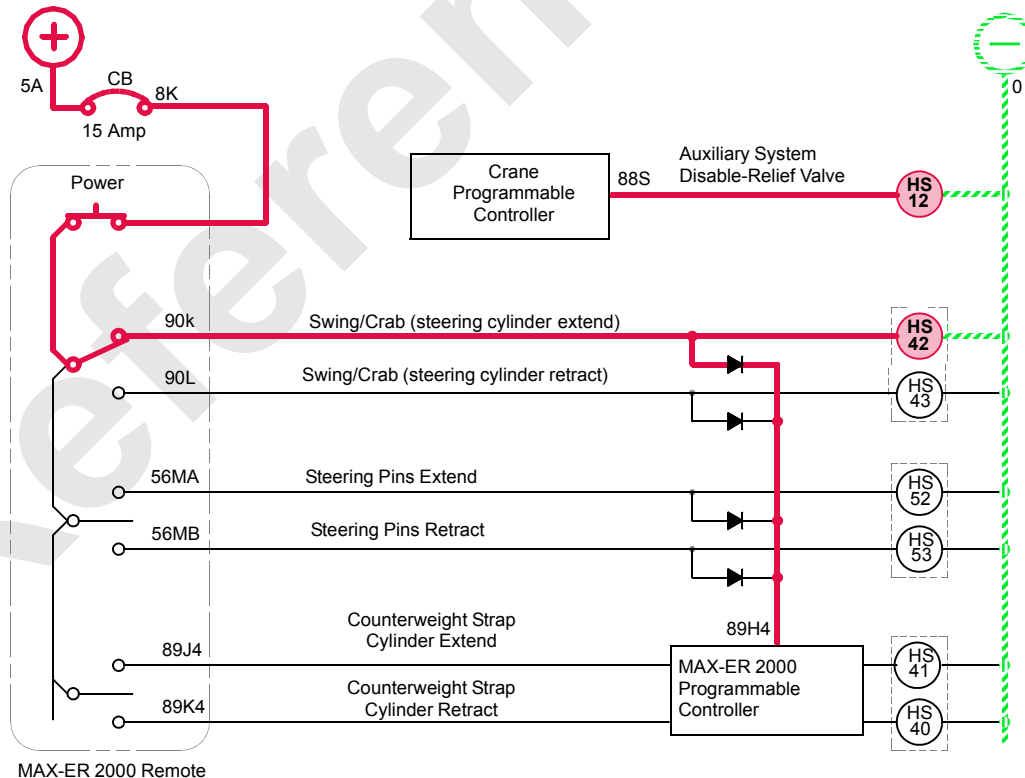 5A
CB
8K
15 Amp
0
Power
Crane
Programmable
Controller
88S
Auxiliary System
Disable-Relief Valve
HS
12
90k
Swing/Crab (steering cylinder extend)
HS
42
90L
Swing/Crab (steering cylinder retract)
HS
43
56MA
Steering Pins Extend
HS
52
56MB
Steering Pins Retract
HS
53
89H4
Counterweight Strap
Cylinder Extend
89J4
MAX-ER 2000
Programmable
Controller
HS
41
Counterweight Strap
Cylinder Retract
89K4
HS
40
MAX-ER 2000 Remote